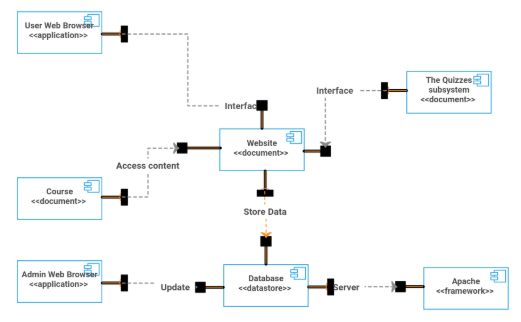 User Web Browser
<<application>>
The Quizzes
subsystem
<<document>>
Interface
Interfac
Website
<<document>>
Access content
Course
<<document>>
Store Data
Admin Web Browser
<<application>>
Update
Database
<<datastore>>
Server
Apache
<<framework>>